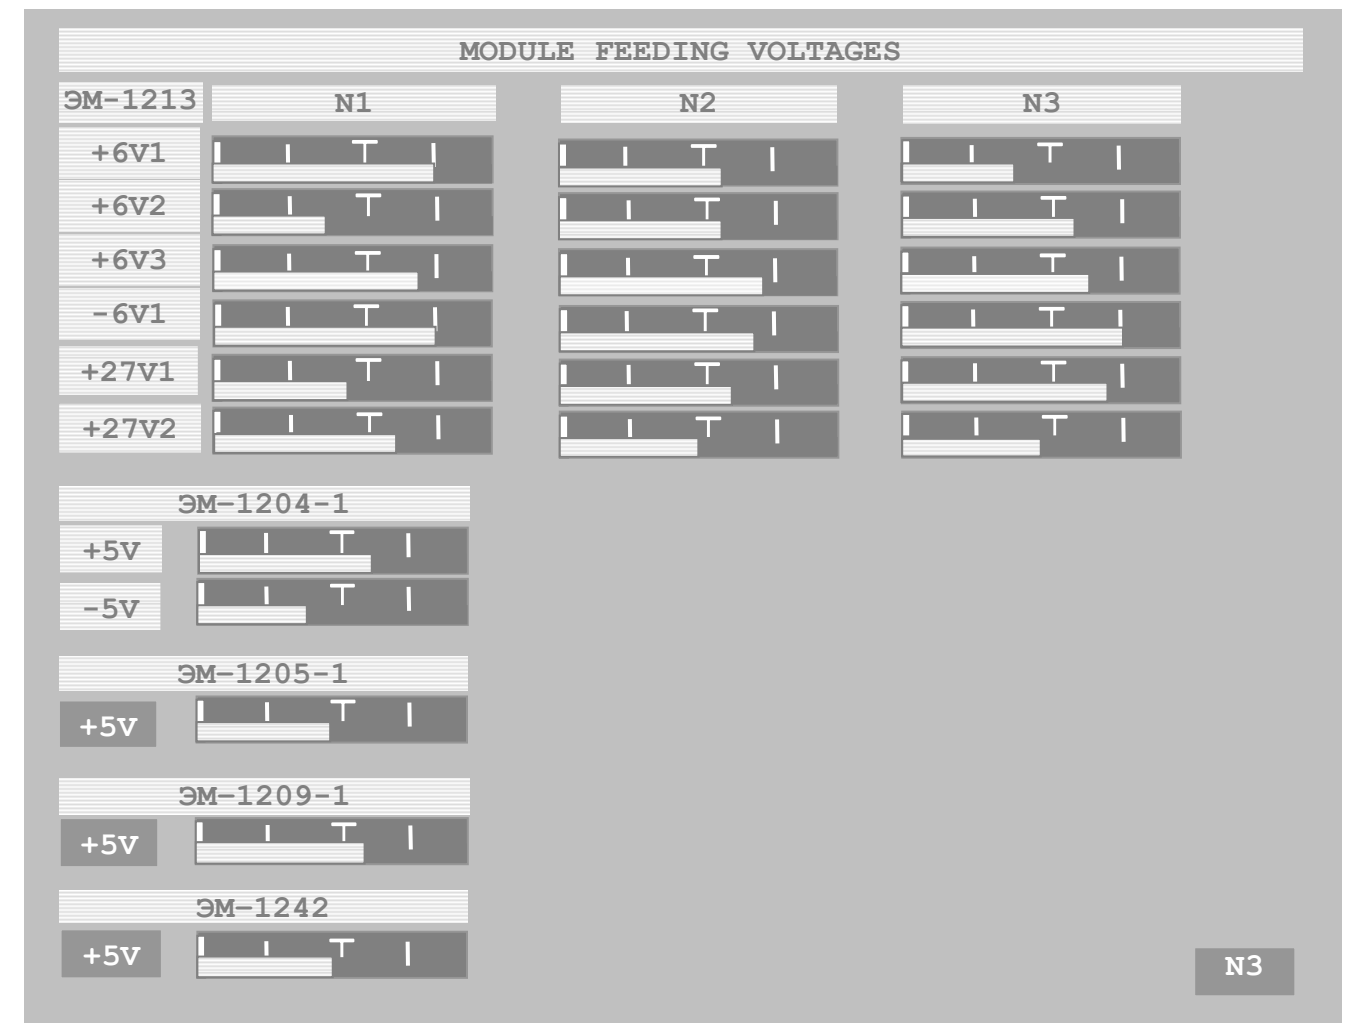 MODULE FEEDING VOLTAGES
ЭМ-1213 N1 N2 N3
+6V1
+6V2
+6V3
-6V1
+27V1
+27V2
ЭМ-1204-1
+5V
-5V
ЭМ-1205-1
+5V
ЭМ-1209-1
+5V
ЭМ-1242
+5V
N3